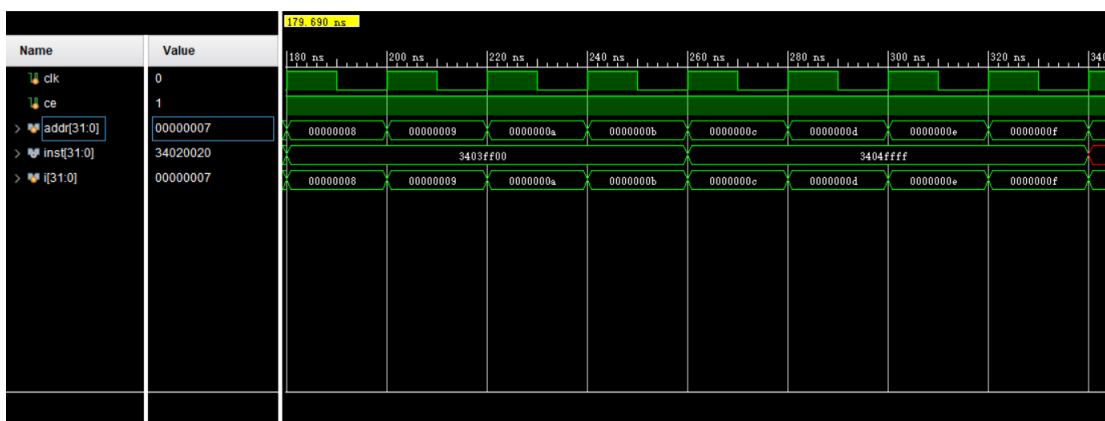 179.690 ns
Name Value 180 ns 200 ns 220 ns 240 ns 260 ns 280 ns 300 ns 320 ns 340
clk 0
ce 1
addr[31:0] 00000007 00000008 00000009 0000000a 0000000b 0000000c 0000000d 0000000e 0000000f
inst[31:0] 34020020 3403ff00 3404ffff
i[31:0] 00000007 00000008 00000009 0000000a 0000000b 0000000c 0000000d 0000000e 0000000f